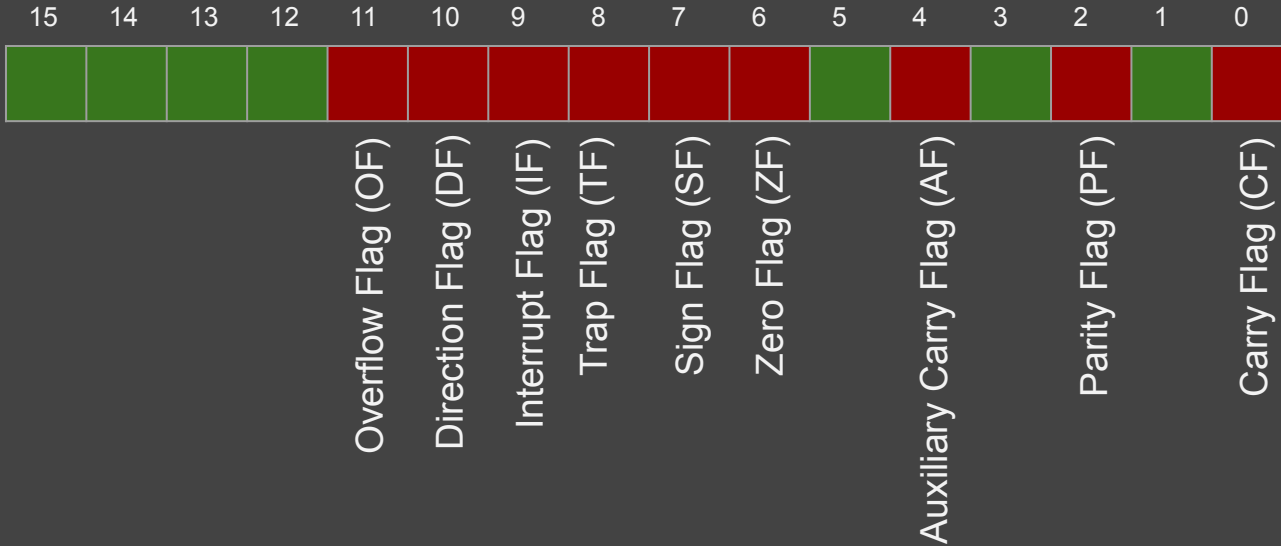 15 14 13 12 11 10 9 8 7 6 5 4 3 2 1 0
Overflow Flag (OF)
Direction Flag (DF)
Interrupt Flag (IF)
Trap Flag (TF)
Sign Flag (SF)
Zero Flag (ZF)
Auxiliary Carry Flag (AF)
Parity Flag (PF)
Carry Flag (CF)